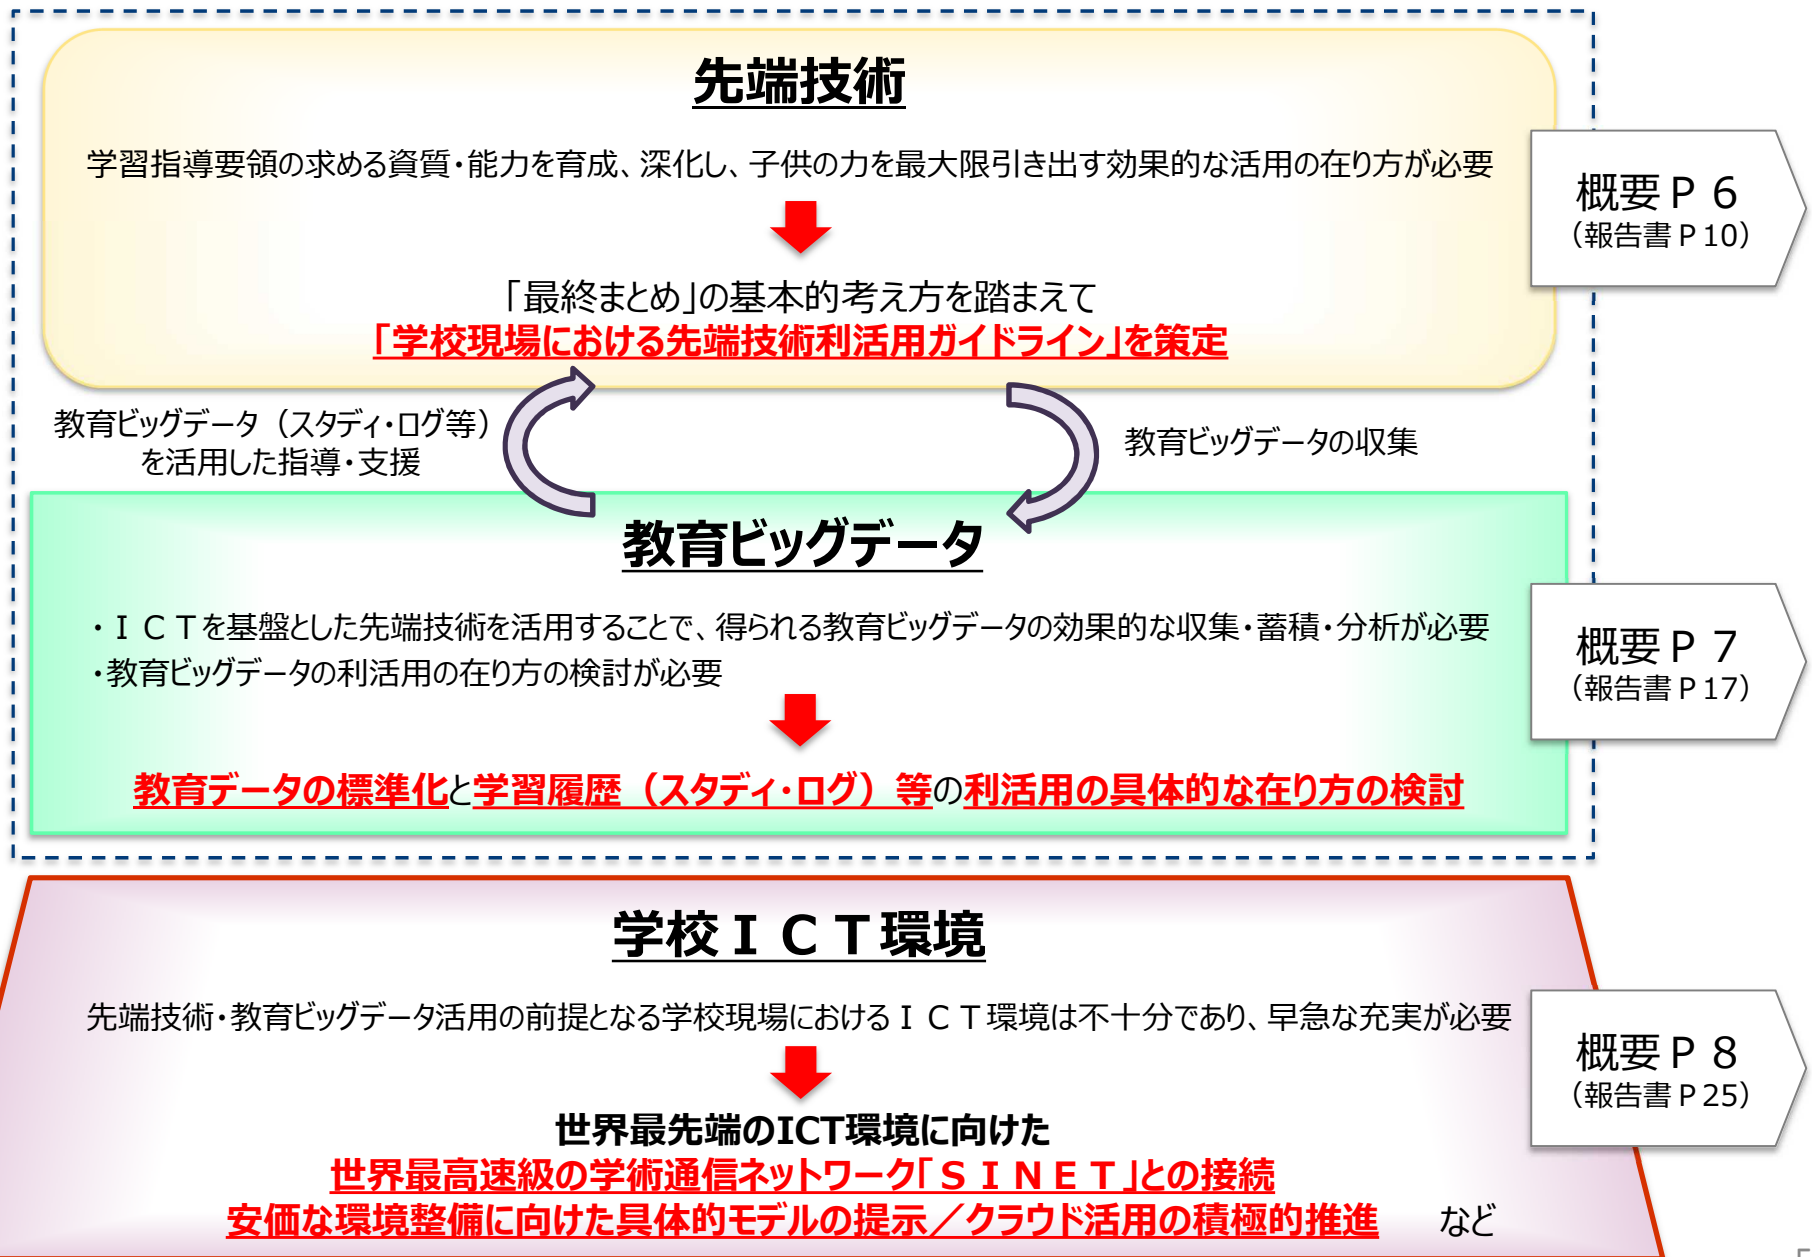 先端技術
学習指導要領の求める資質・能力を育成、深化し、子供の力を最大限引き出す効果的な活用の在り方が必要
概要Ｐ６
（報告書Ｐ10）
「最終まとめ」の基本的考え方を踏まえて
「学校現場における先端技術利活用ガイドライン」を策定
教育ビッグデータ（スタディ・ログ等）
を活用した指導・支援
教育ビッグデータの収集
教育ビッグデータ
・ＩＣＴを基盤とした先端技術を活用することで、得られる教育ビッグデータの効果的な収集・蓄積・分析が必要
・教育ビッグデータの利活用の在り方の検討が必要
概要Ｐ７
（報告書Ｐ17）
教育データの標準化と学習履歴（スタディ・ログ）等の利活用の具体的な在り方の検討
学校ＩＣＴ環境
先端技術・教育ビッグデータ活用の前提となる学校現場におけるＩＣＴ環境は不十分であり、早急な充実が必要
概要Ｐ８
（報告書Ｐ25）
世界最先端のICT環境に向けた
世界最高速級の学術通信ネットワーク「ＳＩＮＥＴ」との接続
安価な環境整備に向けた具体的モデルの提示／クラウド活用の積極的推進　など